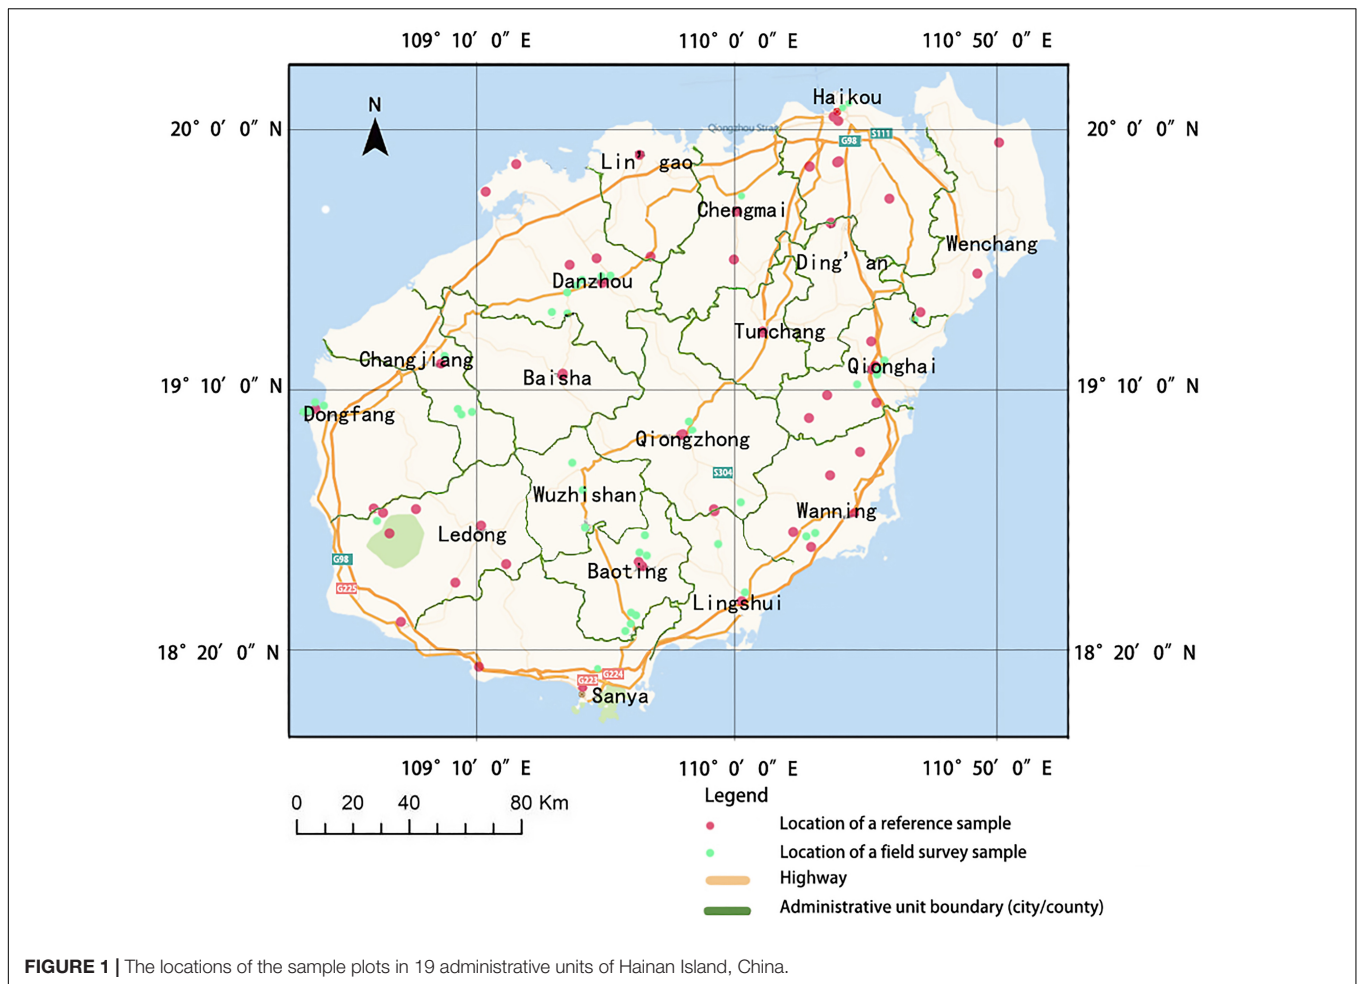 109° 10′ 0″ E 110° 0′ 0″ E 110° 50′ 0″ E
N
Haikou
20° 0′ 0″ N
Qiongzhou Strait
S111
20° 0′ 0″ N
G98
Lin' gao
Chengmai
Wenchang
Ding' an
Danzhou
Tunchang
Changjiang
Qionghai
Baisha
19° 10′ 0″ N
19° 10′ 0″ N
Dongfang
Qiongzhong
S304
Wuzhishan
Wanning
Ledong
G98
Baoting
G225
Lingshui
18° 20′ 0″ N
18° 20′ 0″ N
G224
G223
Sanya
109° 10′ 0″ E 110° 0′ 0″ E 110° 50′ 0″ E
0 20 40 80 Km
Legend
Location of a reference sample
Location of a field survey sample
Highway
Administrative unit boundary (city/county)
FIGURE 1 | The locations of the sample plots in 19 administrative units of Hainan Island, China.